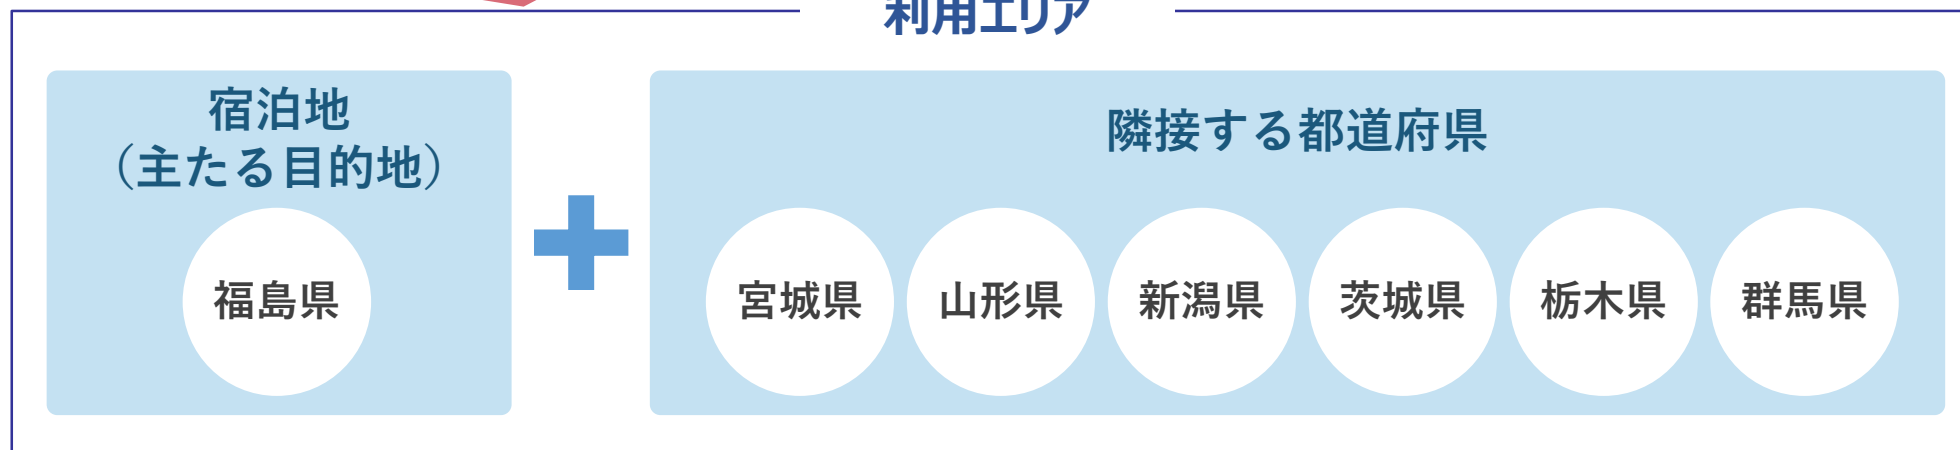 利用エリア
宿泊地
（主たる目的地）
福島県
隣接する都道府県
宮城県
山形県
新潟県
茨城県
栃木県
群馬県